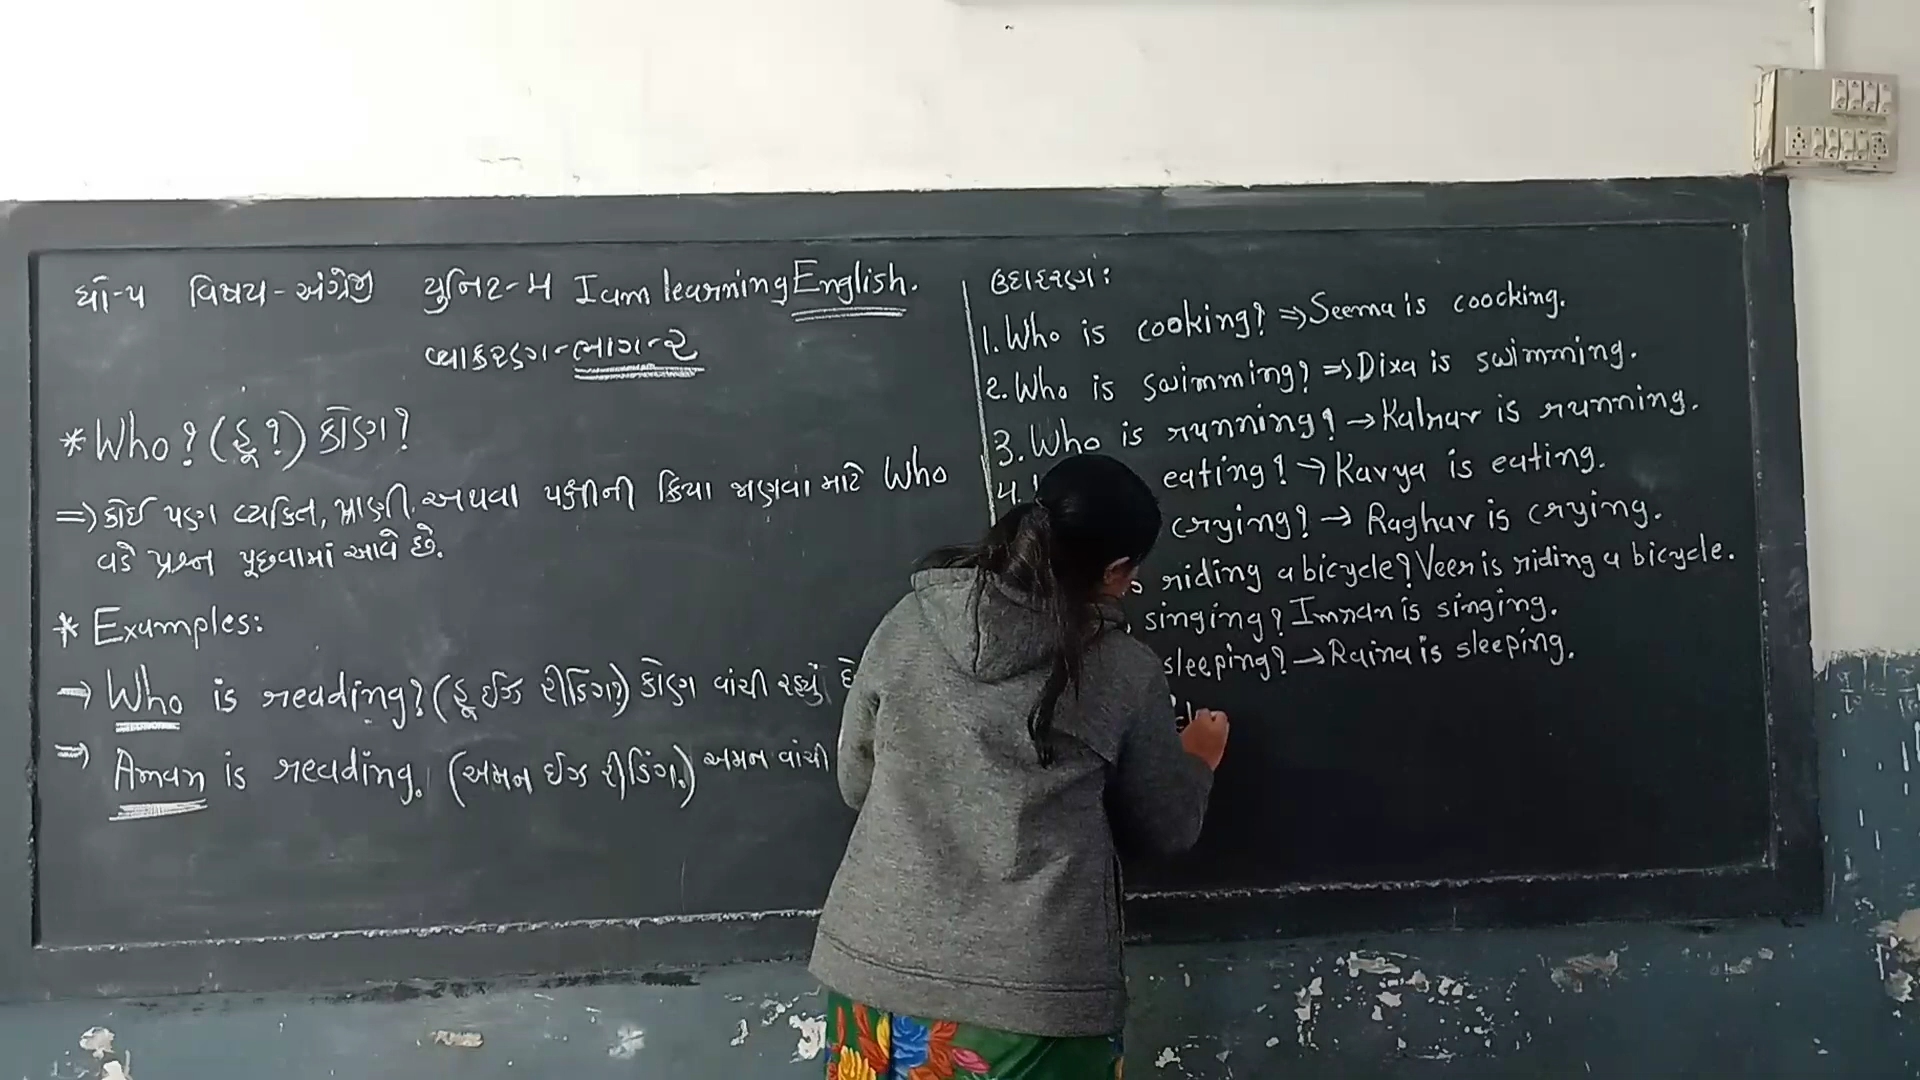 ધો-૫ વિષય-અંગ્રેજી યુનિટ-૫ I am learning English.
વ્યાકરણ-ભાગ-૨
* Who? (હૂ?) કોણ?
⇒ કોઈ પણ વ્યક્તિ, પ્રાણી અથવા પક્ષીની ક્રિયા જાણવા માટે Who
વડે પ્રશ્ન પૂછવામાં આવે છે.
* Examples:
→ Who is reading? (હૂ ઈઝ રીડિંગ?) કોણ વાંચી રહ્યું છે
⇒ Aman is reading. (અમન ઈઝ રીડિંગ.) અમન વાંચી
ઉદાહરણ:
1. Who is cooking? ⇒ Seema is coocking.
2. Who is swimming? ⇒ Dixa is swimming.
3. Who is running? → is running.
4. eating? → Kavya is eating.
crying? → Raghav is crying.
riding a bicycle? Veer is riding a bicycle.
singing? Imran is singing.
sleeping? → Raina is sleeping.